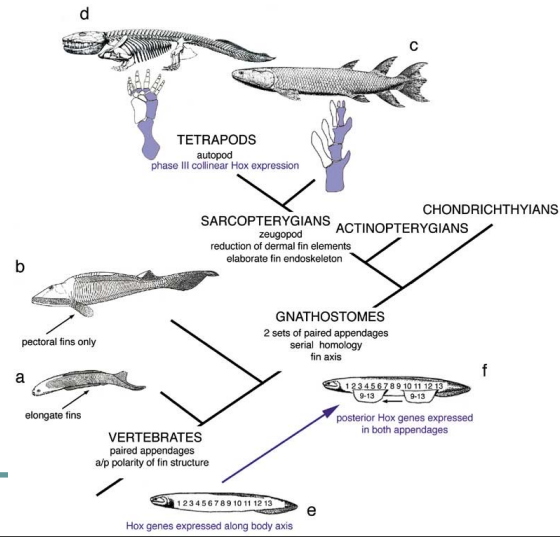 d
c
TETRAPODS
autopod
phase III collinear Hox expression
CHONDRICHTHYIANS
SARCOPTERYGIANS
ACTINOPTERYGIANS
zeugopod
reduction of dermal fin elements
elaborate fin endoskeleton
b
pectoral fins only
GNATHOSTOMES
2 sets of paired appendages
serial homology
fin axis
a
elongate fins
f
1 2 3 4 5 6 7 8 9 10 11 12 13
9-13 9-13
posterior Hox genes expressed
in both appendages
VERTEBRATES
paired appendages
a/p polarity of fin structure
1 2 3 4 5 6 7 8 9 10 11 12 13
e
Hox genes expressed along body axis